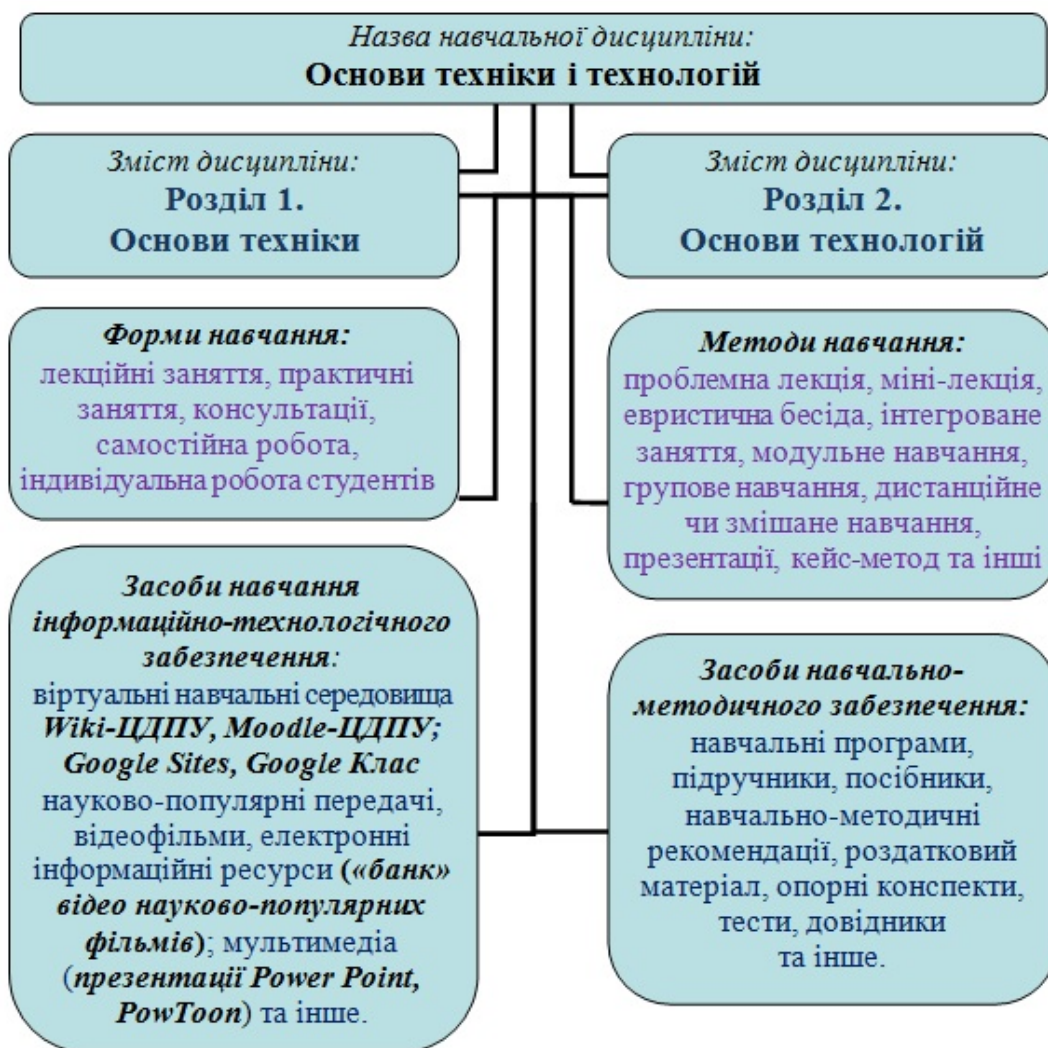 Назва навчальної дисципліни:
Основи техніки і технологій
Зміст дисципліни:
Розділ 1.
Основи техніки
Зміст дисципліни:
Розділ 2.
Основи технологій
Форми навчання:
лекційні заняття, практичні
заняття, консультації,
самостійна робота,
індивідуальна робота студентів
Методи навчання:
проблемна лекція, міні-лекція,
евристична бесіда, інтегроване
заняття, модульне навчання,
групове навчання, дистанційне
чи змішане навчання,
презентації, кейс-метод та інші
Засоби навчання
інформаційно-технологічного
забезпечення:
віртуальні навчальні середовища
Wiki-ЦДПУ, Moodle-ЦДПУ;
Google Sites, Google Клас
науково-популярні передачі,
відеофільми, електронні
інформаційні ресурси («банк»
відео науково-популярних
фільмів); мультимедіа
(презентації Power Point,
PowToon) та інше.
Засоби навчально-
методичного забезпечення:
навчальні програми,
підручники, посібники,
навчально-методичні
рекомендації, роздатковий
матеріал, опорні конспекти,
тести, довідники
та інше.